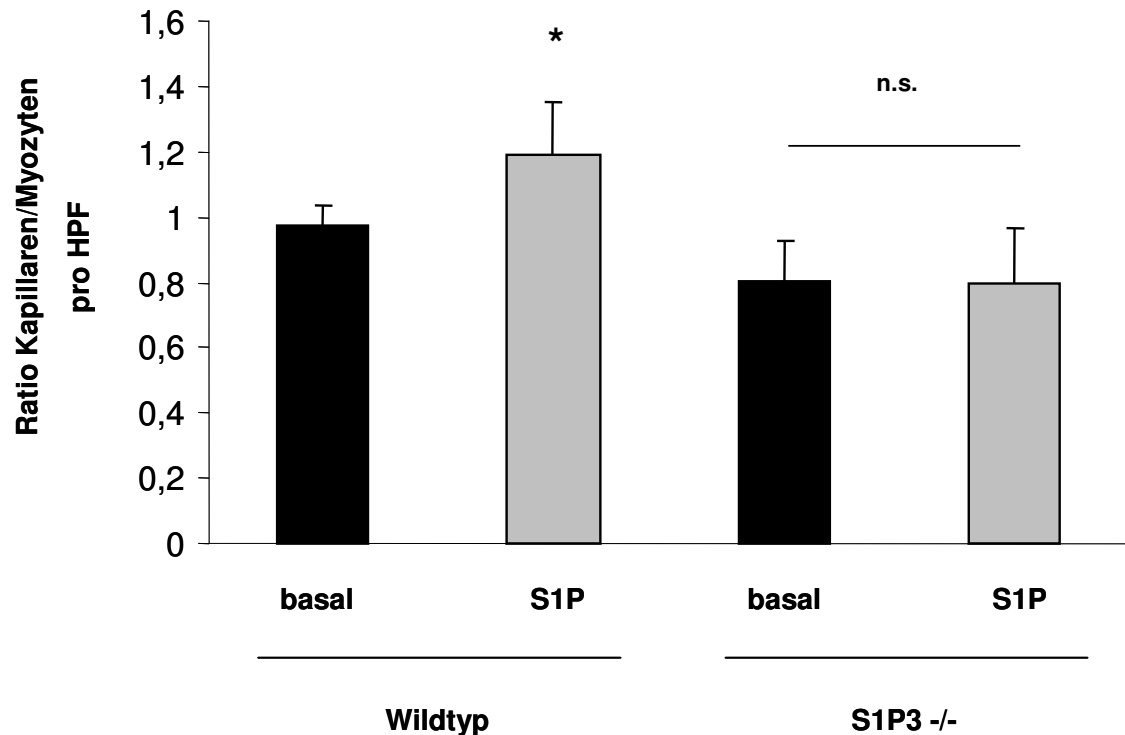 Ratio Kapillaren/Myozyten
pro HPF
1,6
1,4
1,2
1
0,8
0,6
0,4
0,2
0
*
n.s.
basal S1P basal S1P
Wildtyp S1P3 -/-